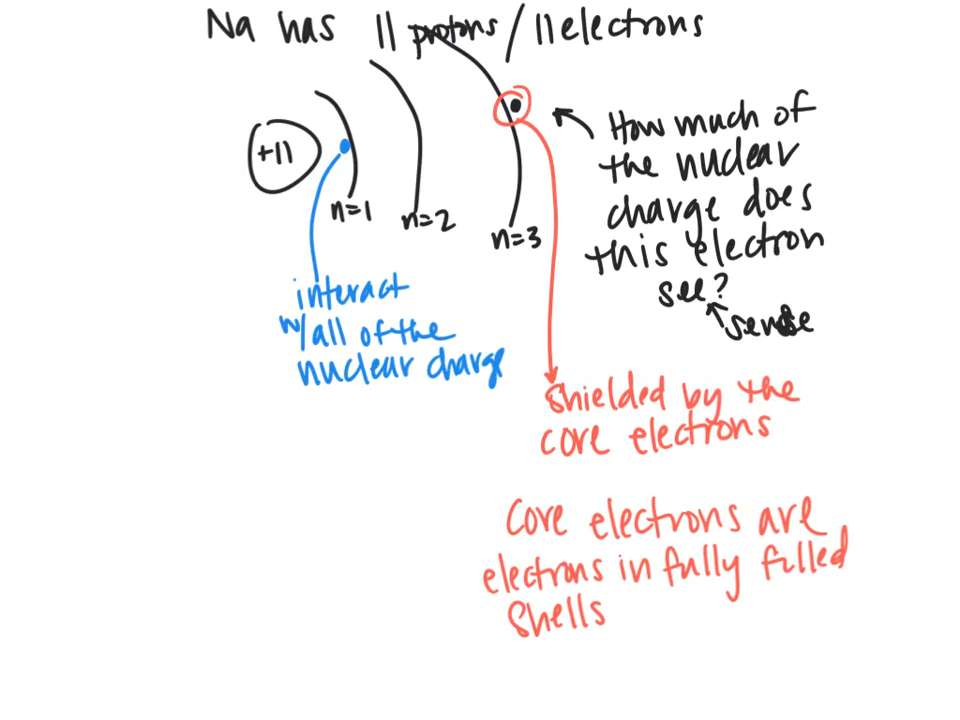 Na has 11 protons / 11 electrons
+11
n=1
n=2
n=3
How much of
the nuclear
charge does
this electron
see?
sense
interact
w/ all of the
nuclear charge
shielded by the
core electrons
Core electrons are
electrons in fully filled
shells